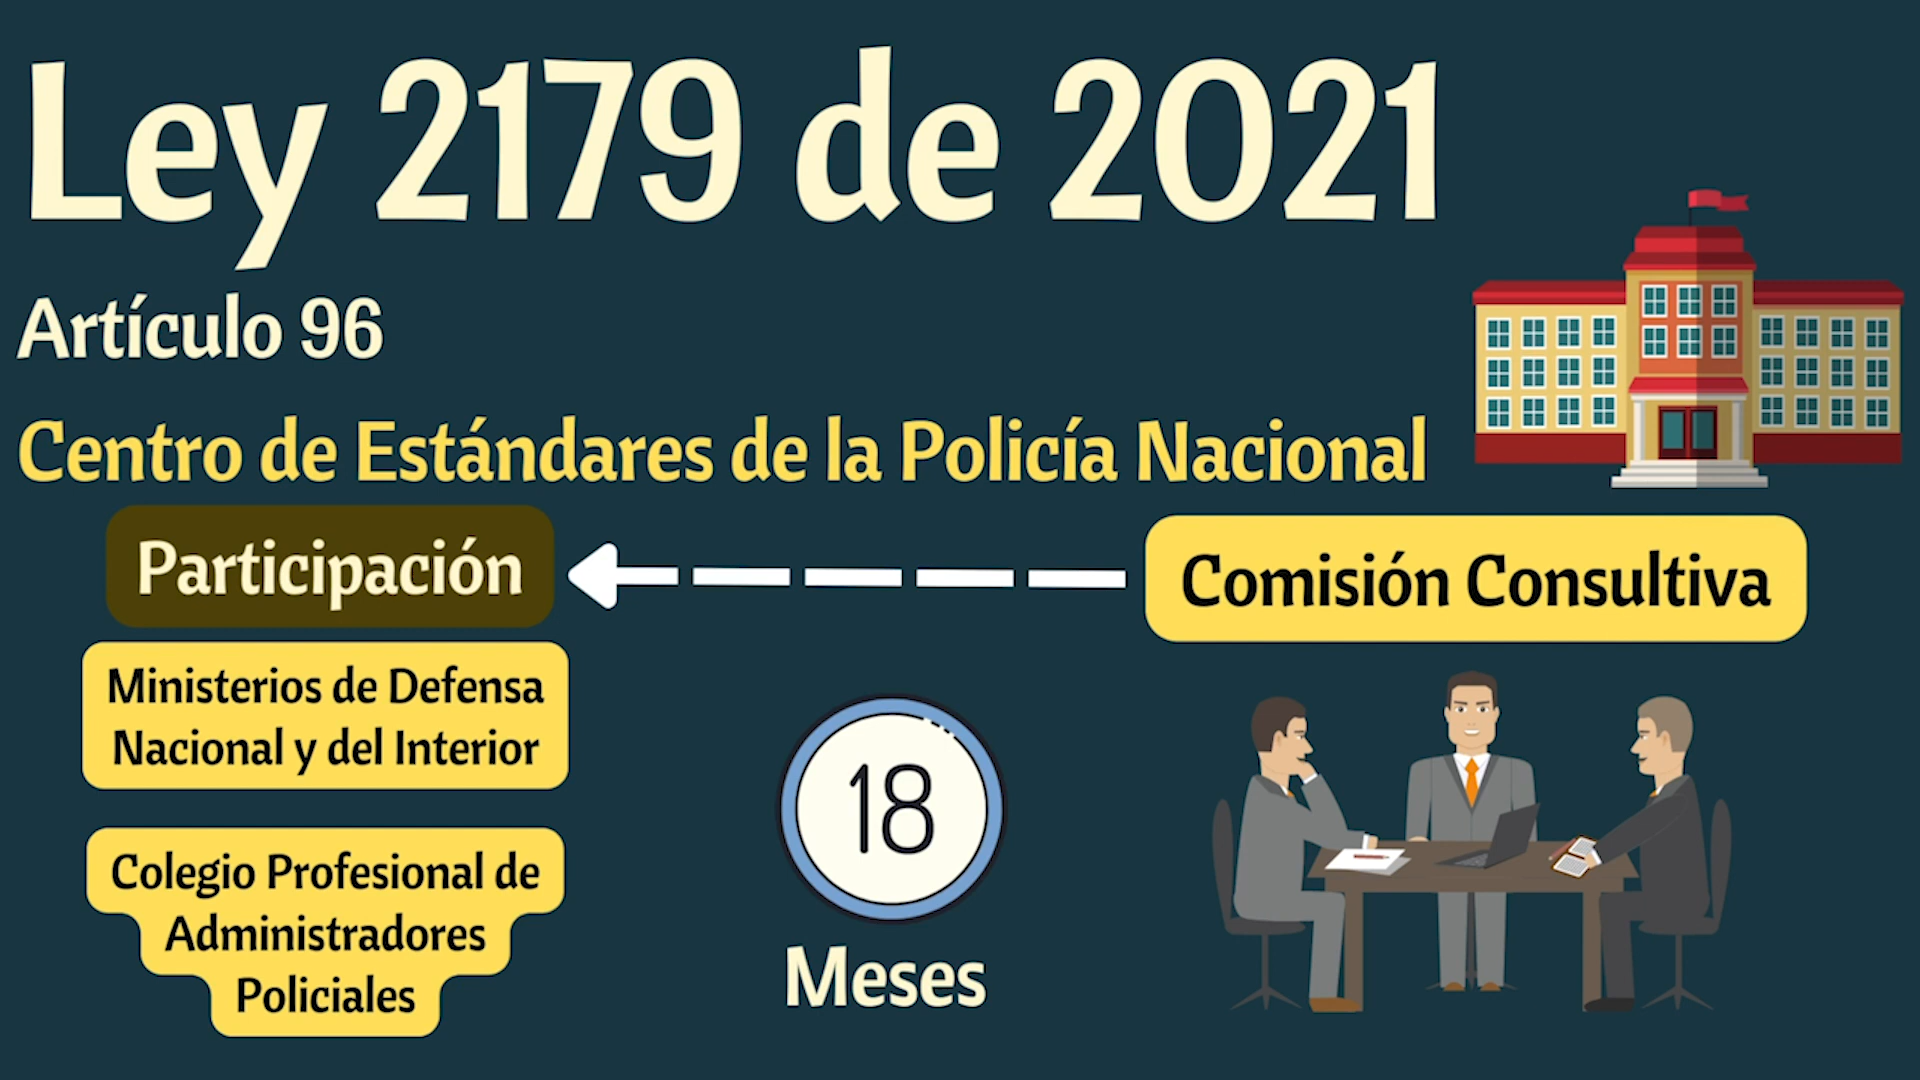 Ley 2179 de 2021
Artículo 96
Centro de Estándares de la Policía Nacional
Participación
Comisión Consultiva
Ministerios de Defensa
Nacional y del Interior
Colegio Profesional de
Administradores
Policiales
18
Meses